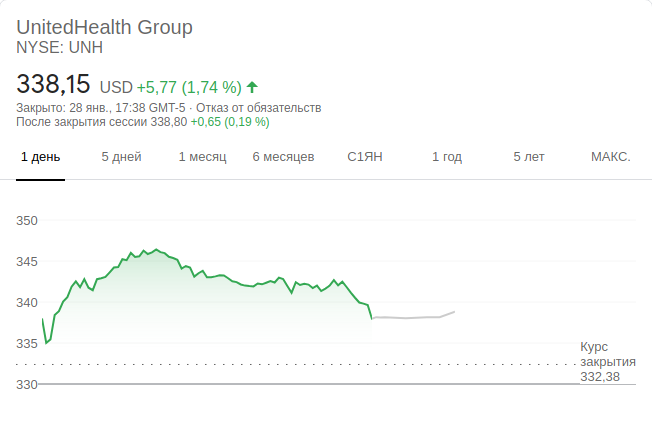 UnitedHealth Group
NYSE: UNH
338,15 USD +5,77 (1,74 %)
Закрыто: 28 янв., 17:38 GMT-5 · Отказ от обязательств
После закрытия сессии 338,80 +0,65 (0,19 %)
1 день 5 дней 1 месяц 6 месяцев С1ЯН 1 год 5 лет МАКС.
350
345
340
335
Курс
закрытия
332,38
330